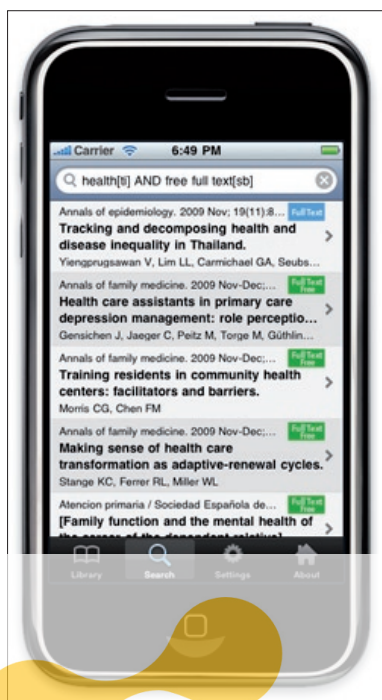 Carrier 6:49 PM
health[ti] AND free full text[sb]
Annals of epidemiology. 2009 Nov; 19(11):8... Full Text
Tracking and decomposing health and
disease inequality in Thailand.
Yiengprugsawan V, Lim LL, Carmichael GA, Seubs...
Annals of family medicine. 2009 Nov-Dec;... Full Text Free
Health care assistants in primary care
depression management: role perceptio...
Gensichen J, Jaeger C, Peitz M, Torge M, Güthlin...
Annals of family medicine. 2009 Nov-Dec;... Full Text Free
Training residents in community health
centers: facilitators and barriers.
Morris CG, Chen FM
Annals of family medicine. 2009 Nov-Dec;... Full Text Free
Making sense of health care
transformation as adaptive-renewal cycles.
Stange KC, Ferrer RL, Miller WL
Atencion primaria / Sociedad Española de... Full Text Free
[Family function and the mental health of
the career of the dependent relative]
Library Search Settings About